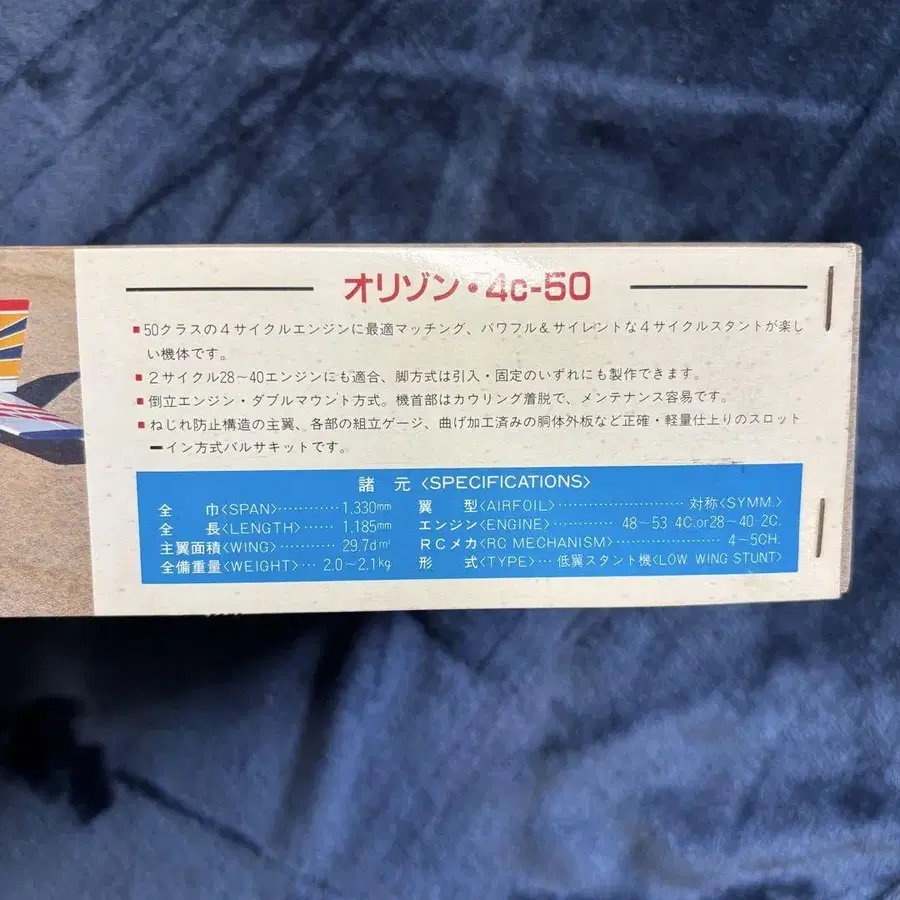 オリゾン・4c-50
■50クラスの4サイクルエンジンに最適マッチング、パワフル&サイレントな4サイクルスタントが楽し
い機体です。
■2サイクル28〜40エンジンにも適合、脚方式は引入・固定のいずれにも製作できます。
■倒立エンジン・ダブルマウント方式。機首部はカウリング着脱で、メンテナンス容易です。
■ねじれ防止構造の主翼、各部の組立ゲージ、曲げ加工済みの胴体外板など正確・軽量仕上りのスロット
ーイン方式バルサキットです。
諸 元〈SPECIFICATIONS〉
全 巾〈SPAN〉…………1,330mm
全 長〈LENGTH〉………1,185mm
主翼面積〈WING〉………29.7dm²
全備重量〈WEIGHT〉…2.0〜2.1kg
翼 型〈AIRFOIL〉……………………対称〈SYMM.〉
エンジン〈ENGINE〉…………48-53・4C.or28〜40・2C.
RCメカ〈RC MECHANISM〉…………………4〜5CH.
形 式〈TYPE〉…低翼スタント機〈LOW WING STUNT〉